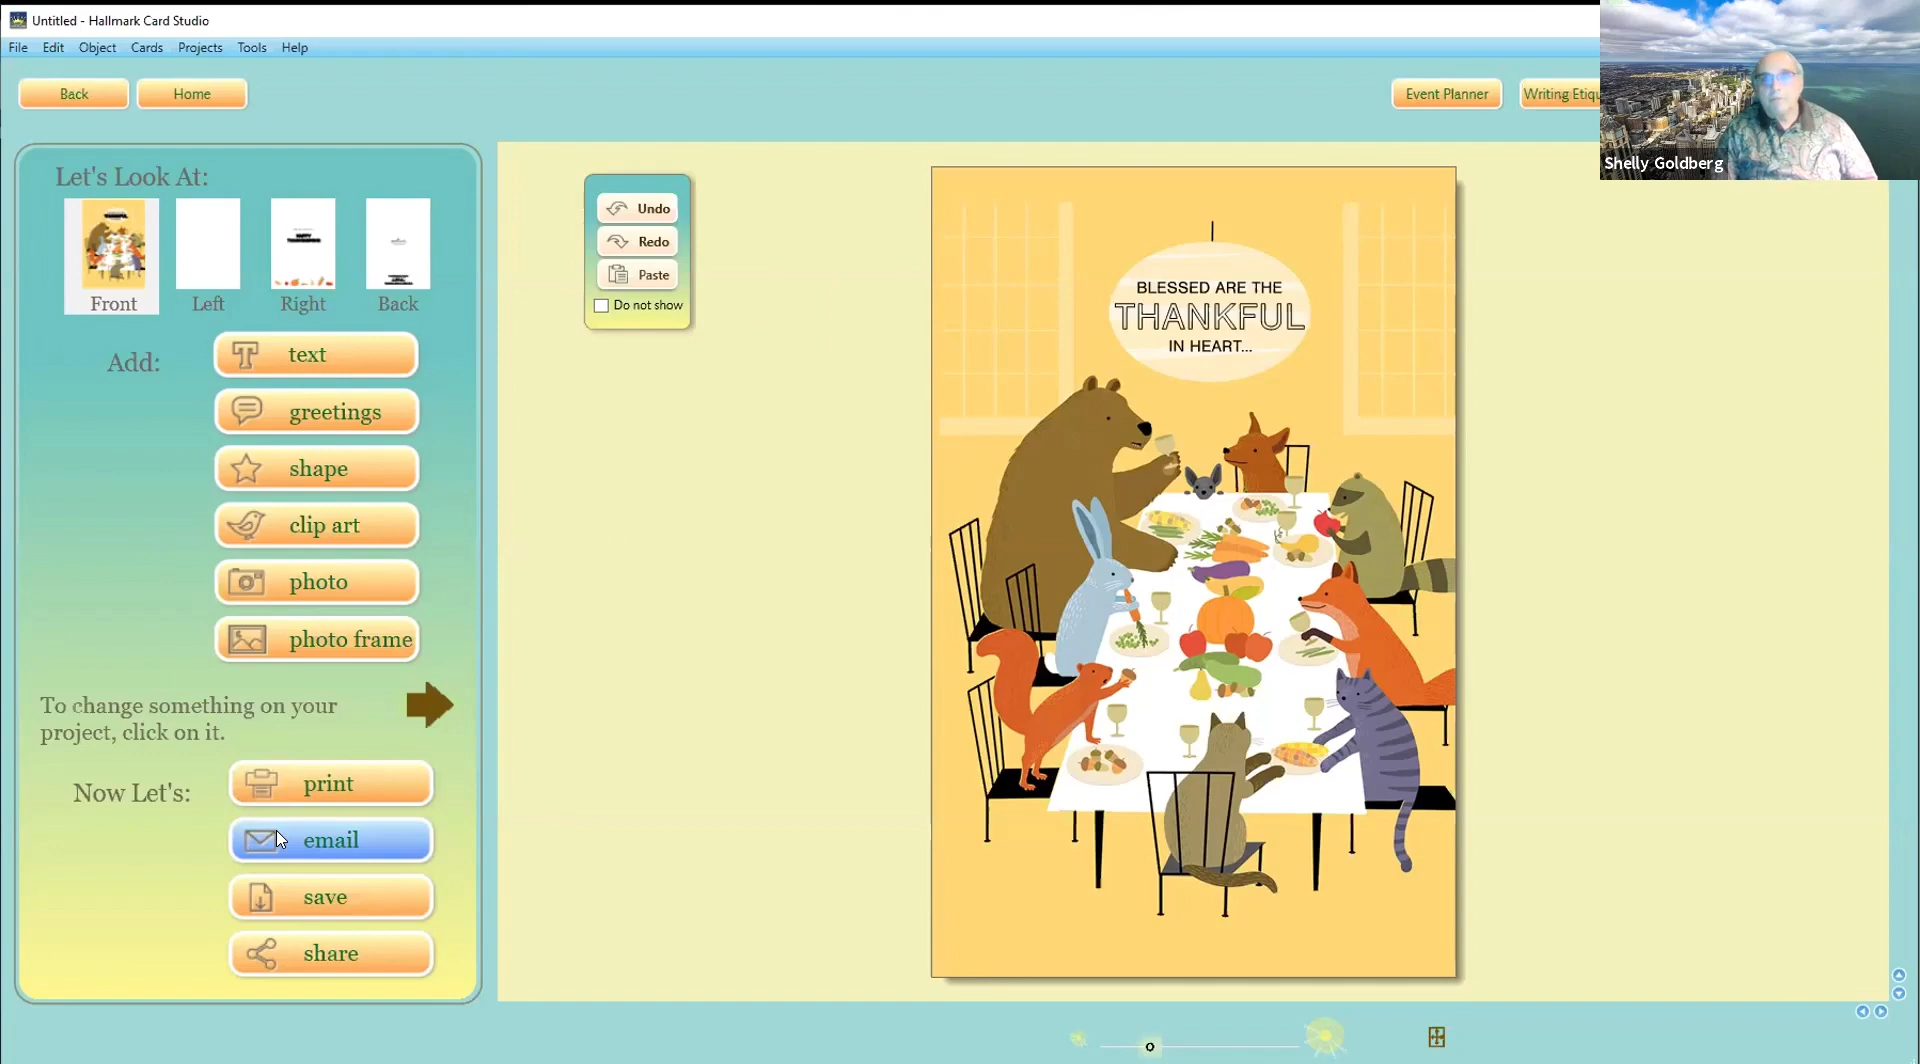 Untitled - Hallmark Card Studio
File Edit Object Cards Projects Tools Help
Back Home
Event Planner Writing Etiqu
Shelly Goldberg
Let's Look At:
Front Left Right Back
Add:
text
greetings
shape
clip art
photo
photo frame
To change something on your
project, click on it.
Now Let's:
print
email
save
share
Undo
Redo
Paste
Do not show
BLESSED ARE THE
THANKFUL
IN HEART...